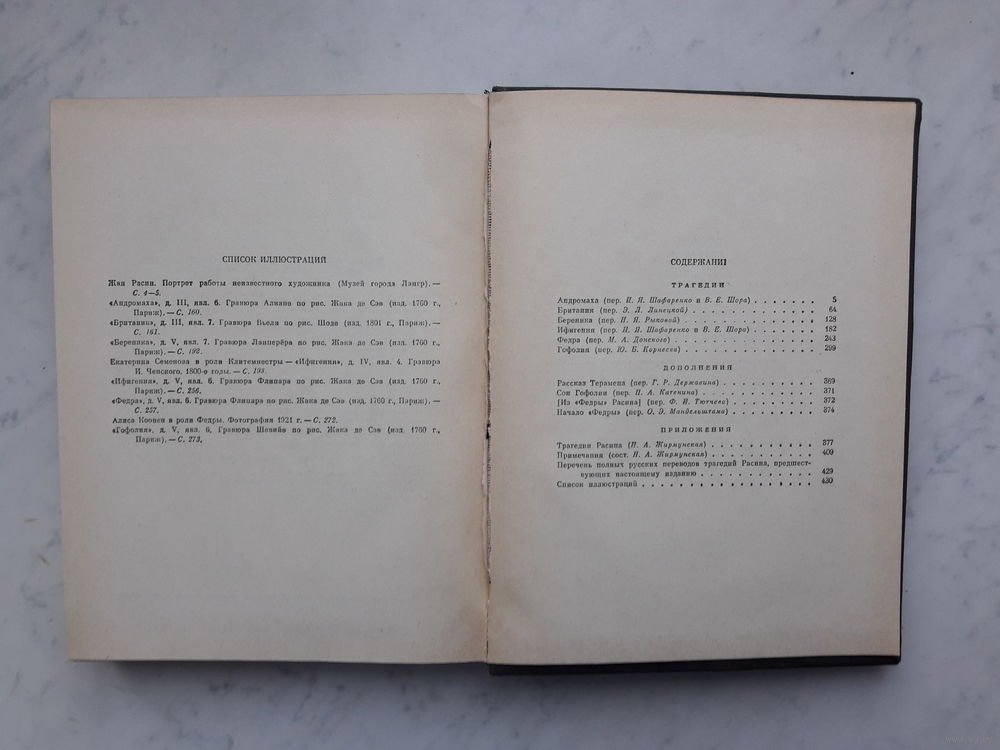 СПИСОК ИЛЛЮСТРАЦИЙ
Жан Расин. Портрет работы неизвестного художника (Музей города Лангр). —
С. 4—5.
«Андромаха», д. III, явл. 6. Гравюра Алиана по рис. Жака де Сэв (изд. 1760 г.,
Париж). — С. 160.
«Британик», д. III, явл. 7. Гравюра Вьеля по рис. Шоде (изд. 1801 г., Париж). —
С. 161.
«Береника», д. V, явл. 7. Гравюра Ланперёра по рис. Жака де Сэв (изд. 1760 г.,
Париж). — С. 192.
Екатерина Семенова в роли Клитемнестры — «Ифигения», д. IV, явл. 4. Гравюра
И. Ческого. 1800-е годы. — С. 193.
«Ифигения», д. V, явл. 6. Гравюра Флипара по рис. Жака де Сэв (изд. 1760 г.,
Париж). — С. 256.
«Федра», д. V, явл. 6. Гравюра Флипара по рис. Жака де Сэв (изд. 1760 г., Париж). —
С. 257.
Алиса Коонен в роли Федры. Фотография 1921 г. — С. 272.
«Гофолия», д. V, явл. 6, Гравюра Шенивё по рис. Жака де Сэв (изд. 1760 г.,
Париж). — С. 273,
СОДЕРЖАНИ
ТРАГЕДИИ
Андромаха (пер. И. Я. Шафаренко и В. Е. Шора) . . . . . . . 5
Британик (пер. Э. Л. Линецкой) . . . . . . . . . . . . 64
Береника (пер. Н. Я. Рыковой) . . . . . . . . . . . . 128
Ифигения (пер. И. Я. Шафаренко и В. Е. Шора) . . . . . . . 182
Федра (пер. М. А. Донского) . . . . . . . . . . . . . 243
Гофолия (пер. Ю. Б. Корнеева) . . . . . . . . . . . . 299
ДОПОЛНЕНИЯ
Рассказ Терамена (пер. Г. Р. Державина) . . . . . . . . . 369
Сон Гофолии (пер. П. А. Катенина) . . . . . . . . . . . 371
[Из «Федры» Расина] (пер. Ф. И. Тютчева) . . . . . . . . . 372
Начало «Федры» (пер. О. Э. Мандельштама) . . . . . . . . . 374
ПРИЛОЖЕНИЯ
Трагедии Расина (Н. А. Жирмунская) . . . . . . . . . . . 377
Примечания (сост. Н. А. Жирмунская) . . . . . . . . . . . 409
Перечень полных русских переводов трагедий Расина, предшест-
вующих настоящему изданию . . . . . . . . . . . . 429
Список иллюстраций . . . . . . . . . . . . . . . . 430